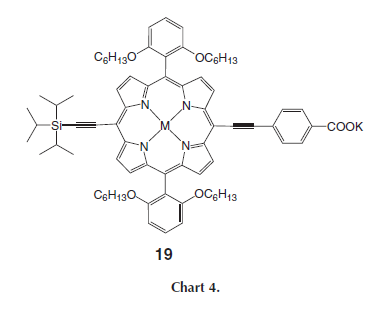 C6H13O OC6H13
N N
Si M COOK
N N
C6H13O OC6H13
19
Chart 4.